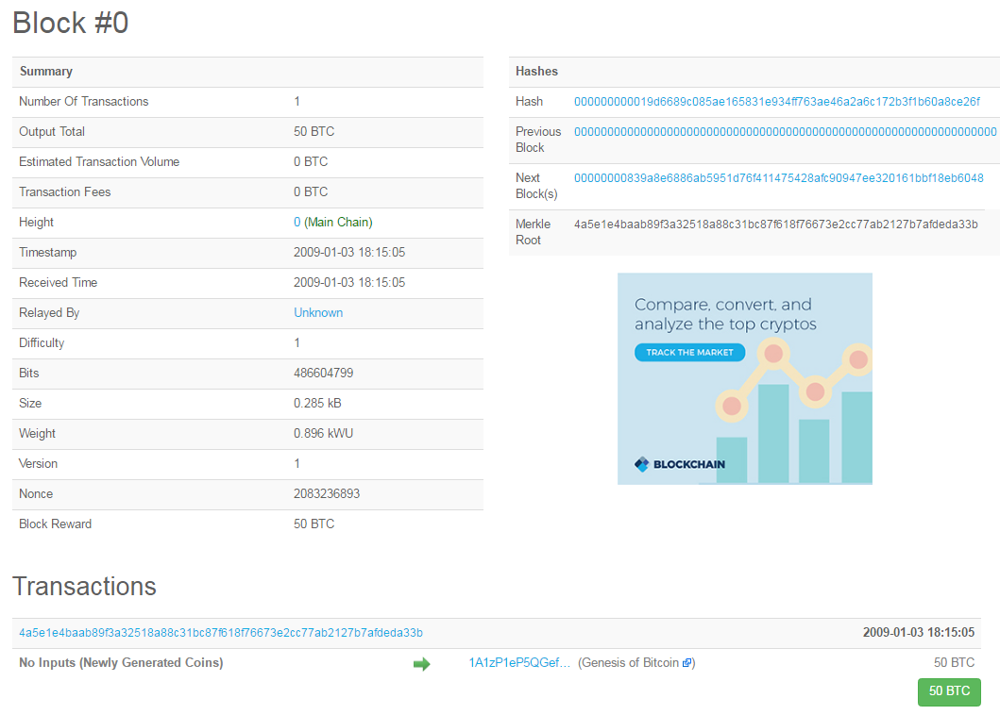 Block #0
Summary
Number Of Transactions 1
Output Total 50 BTC
Estimated Transaction Volume 0 BTC
Transaction Fees 0 BTC
Height 0 (Main Chain)
Timestamp 2009-01-03 18:15:05
Received Time 2009-01-03 18:15:05
Relayed By Unknown
Difficulty 1
Bits 486604799
Size 0.285 kB
Weight 0.896 kWU
Version 1
Nonce 2083236893
Block Reward 50 BTC
Hashes
Hash 000000000019d6689c085ae165831e934ff763ae46a2a6c172b3f1b60a8ce26f
Previous 0000000000000000000000000000000000000000000000000000000000000000
Block
Next 00000000839a8e6886ab5951d76f411475428afc90947ee320161bbf18eb6048
Block(s)
Merkle 4a5e1e4baab89f3a32518a88c31bc87f618f76673e2cc77ab2127b7afdeda33b
Root
Compare, convert, and
analyze the top cryptos
TRACK THE MARKET
BLOCKCHAIN
Transactions
4a5e1e4baab89f3a32518a88c31bc87f618f76673e2cc77ab2127b7afdeda33b 2009-01-03 18:15:05
No Inputs (Newly Generated Coins) 1A1zP1eP5QGef... (Genesis of Bitcoin) 50 BTC
50 BTC